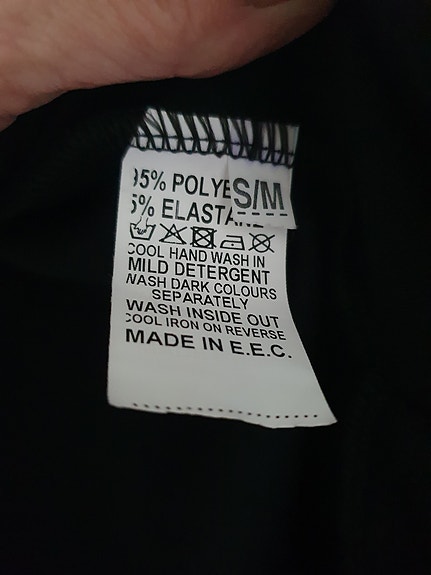 95% POLYE
S/M
5% ELASTA
COOL HAND WASH IN
MILD DETERGENT
WASH DARK COLOURS
SEPARATELY
WASH INSIDE OUT
COOL IRON ON REVERSE
MADE IN E.E.C.